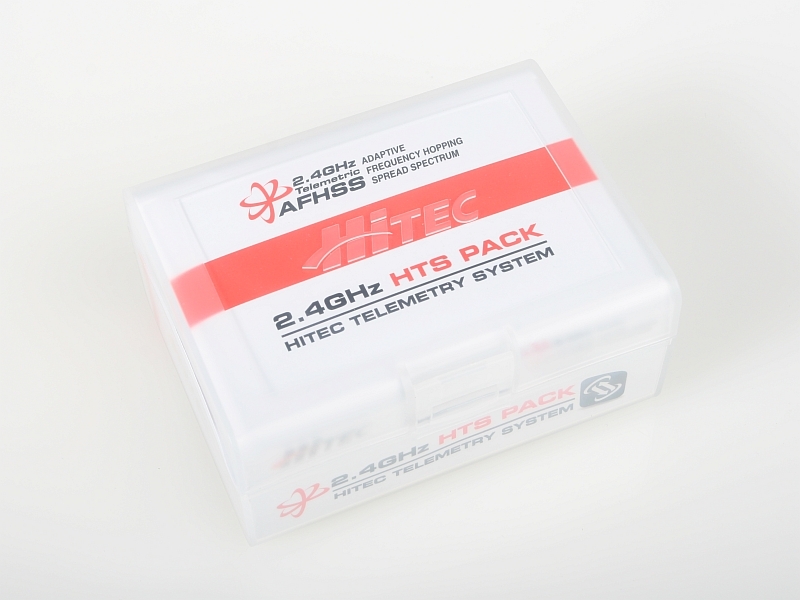 2.4GHz
Telemetric
AFHSS
ADAPTIVE
FREQUENCY HOPPING
SPREAD SPECTRUM
HiTEC
2.4GHz HTS PACK
HITEC TELEMETRY SYSTEM
HiTEC
2.4GHz HTS PACK
HITEC TELEMETRY SYSTEM